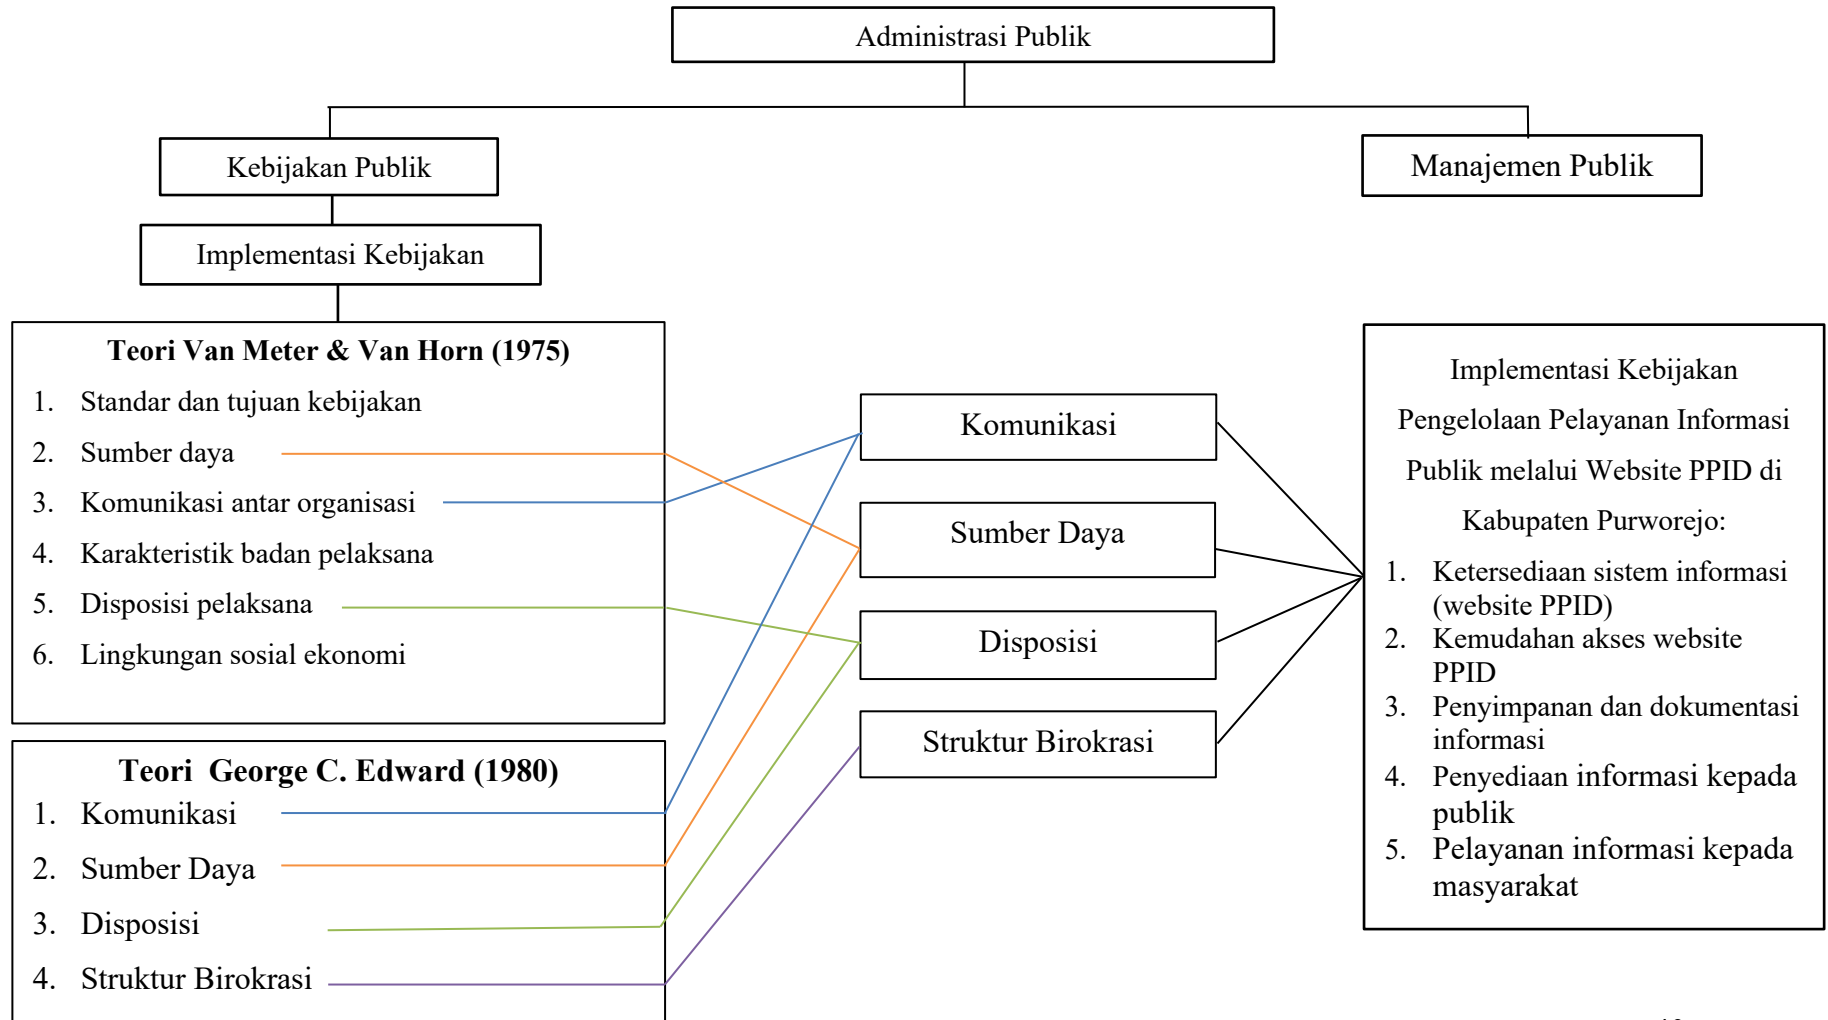 Administrasi Publik
Kebijakan Publik
Manajemen Publik
Implementasi Kebijakan
Teori Van Meter & Van Horn (1975)
1. Standar dan tujuan kebijakan
2. Sumber daya
3. Komunikasi antar organisasi
4. Karakteristik badan pelaksana
5. Disposisi pelaksana
6. Lingkungan sosial ekonomi
Teori George C. Edward (1980)
1. Komunikasi
2. Sumber Daya
3. Disposisi
4. Struktur Birokrasi
Komunikasi
Sumber Daya
Disposisi
Struktur Birokrasi
Implementasi Kebijakan
Pengelolaan Pelayanan Informasi
Publik melalui Website PPID di
Kabupaten Purworejo:
1. Ketersediaan sistem informasi
(website PPID)
2. Kemudahan akses website
PPID
3. Penyimpanan dan dokumentasi
informasi
4. Penyediaan informasi kepada
publik
5. Pelayanan informasi kepada
masyarakat